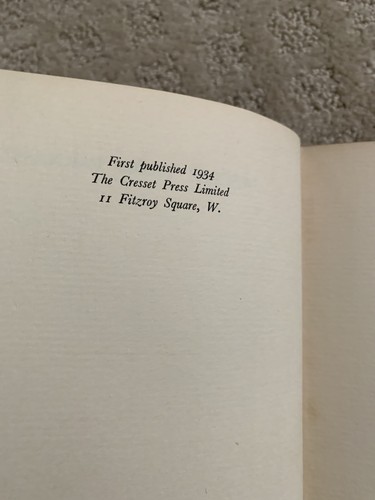 First published 1934
The Cresset Press Limited
11 Fitzroy Square, W.